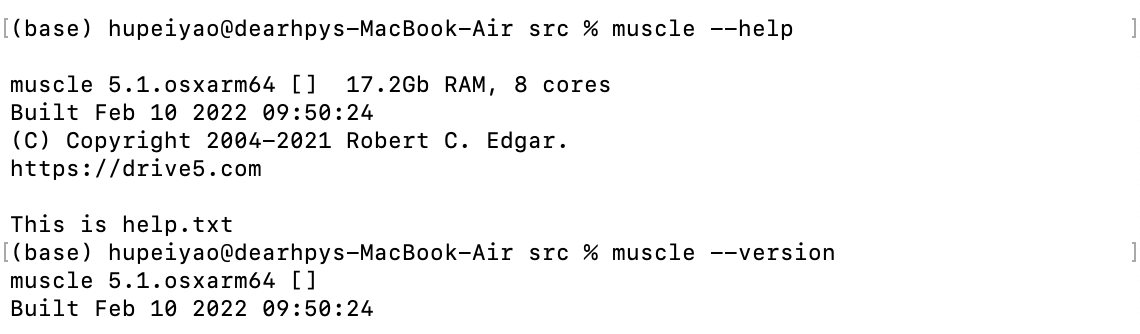 [(base) hupeiyao@dearhpys-MacBook-Air src % muscle --help ]
muscle 5.1.osxarm64 []  17.2Gb RAM, 8 cores
Built Feb 10 2022 09:50:24
(C) Copyright 2004-2021 Robert C. Edgar.
https://drive5.com
This is help.txt
[(base) hupeiyao@dearhpys-MacBook-Air src % muscle --version ]
muscle 5.1.osxarm64 []
Built Feb 10 2022 09:50:24